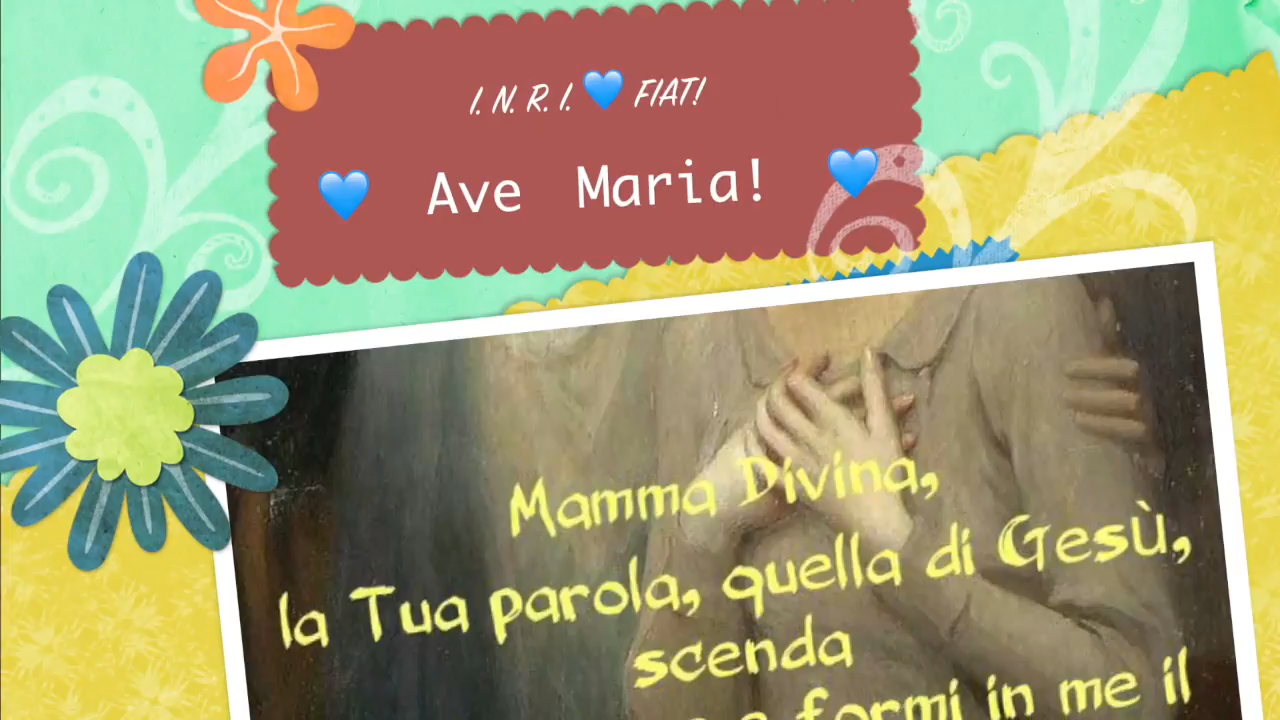 I. N. R. I. 💙 FIAT!
💙 Ave Maria! 💙
Mamma Divina,
la Tua parola, quella di Gesù,
scenda
e formi in me il